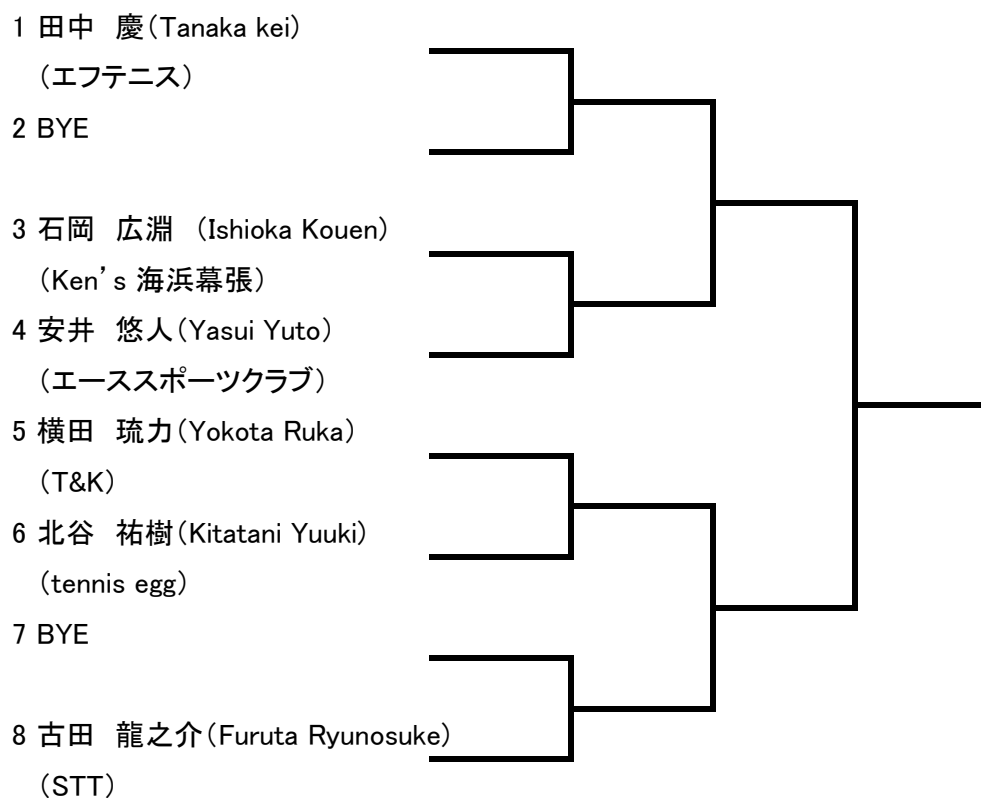 1 田中　慶(Tanaka kei)
(エフテニス)
2 BYE
3 石岡　広淵　(Ishioka Kouen)
(Ken’s 海浜幕張)
4 安井　悠人(Yasui Yuto)
(エーススポーツクラブ)
5 横田　琉力(Yokota Ruka)
(T&K)
6 北谷　祐樹(Kitatani Yuuki)
(tennis egg)
7 BYE
8 古田　龍之介(Furuta Ryunosuke)
(STT)